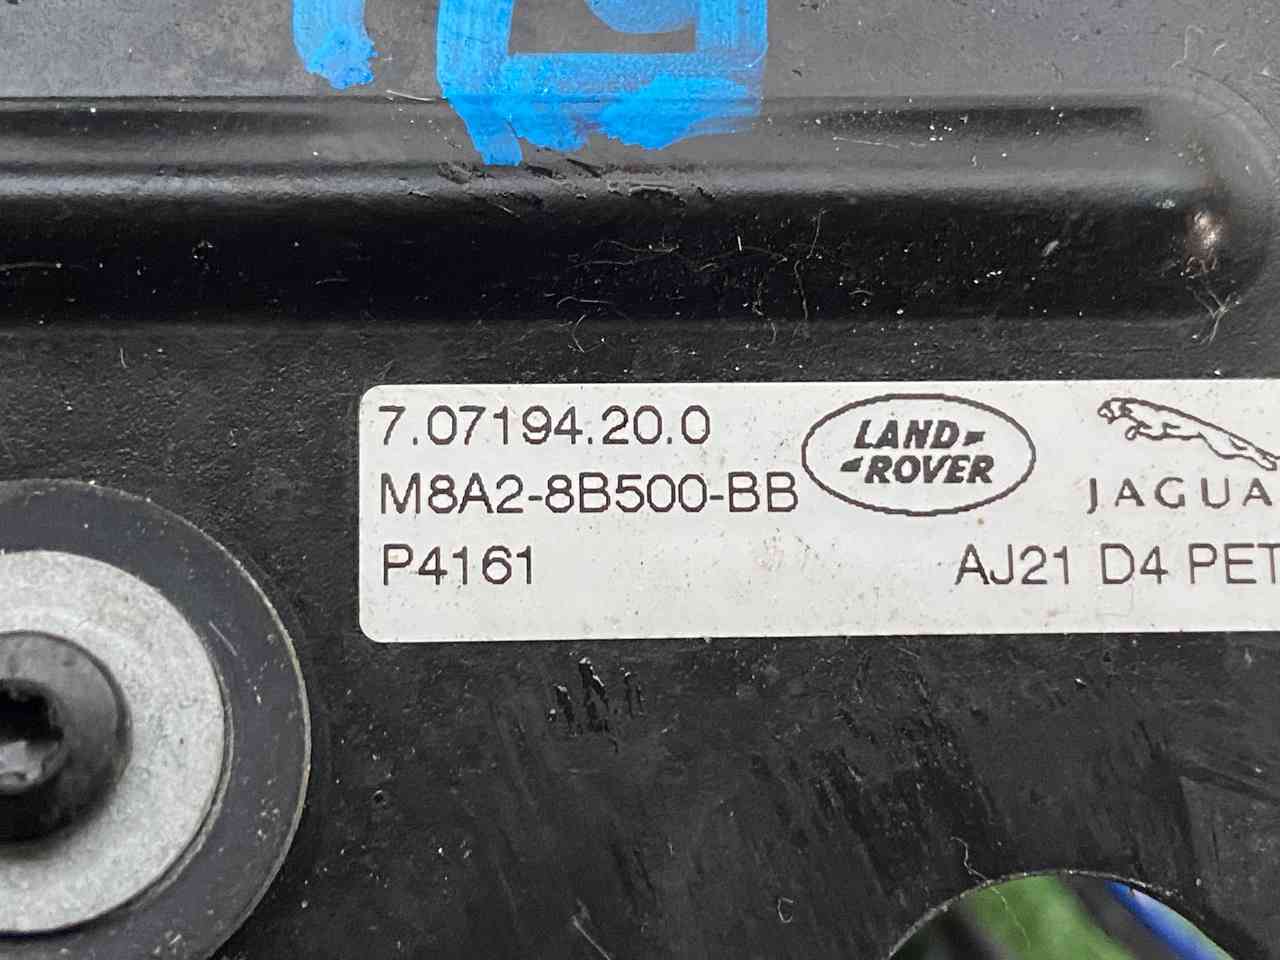 7.07194.20.0
M8A2-8B500-BB
P4161
LAND
ROVER
JAGUA
AJ21 D4 PET